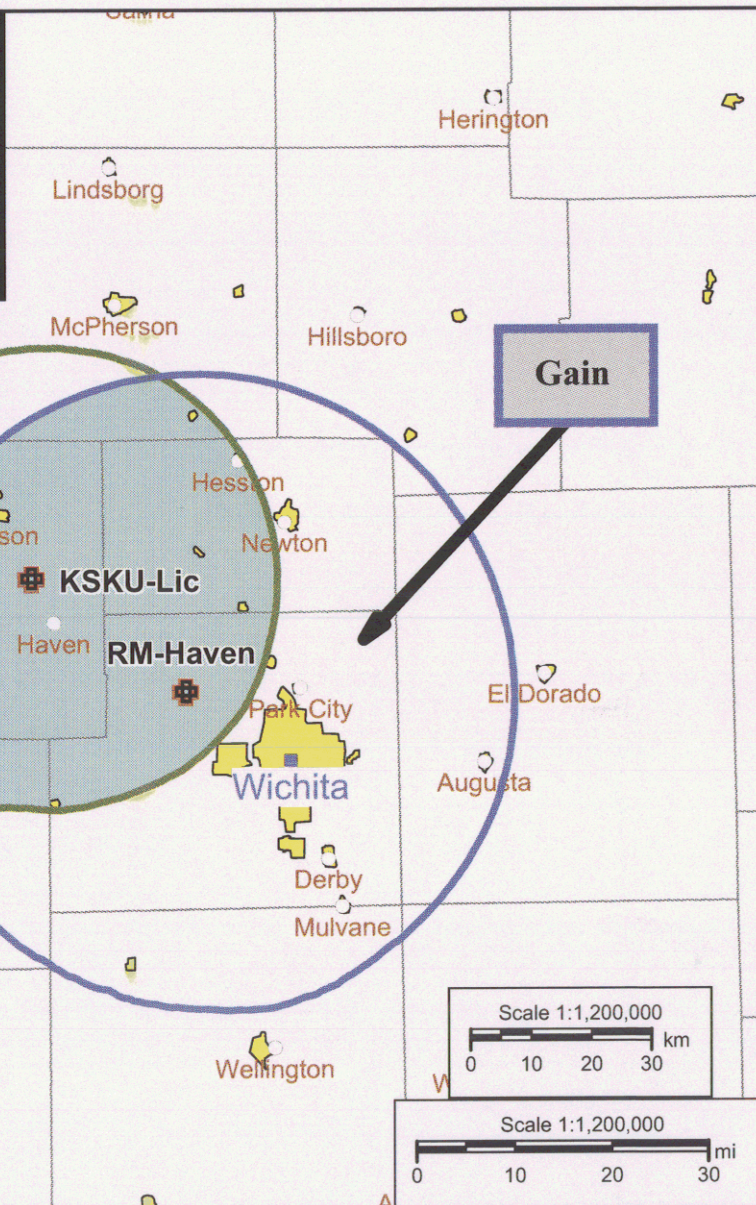 Salina
Herington
Lindsborg
McPherson
Hillsboro
Gain
Hesston
Newton
son
KSKU-Lic
Haven
RM-Haven
Park City
El Dorado
Wichita
Augusta
Derby
Mulvane
Scale 1:1,200,000
km
0 10 20 30
Wellington
W
Scale 1:1,200,000
mi
0 10 20 30
A